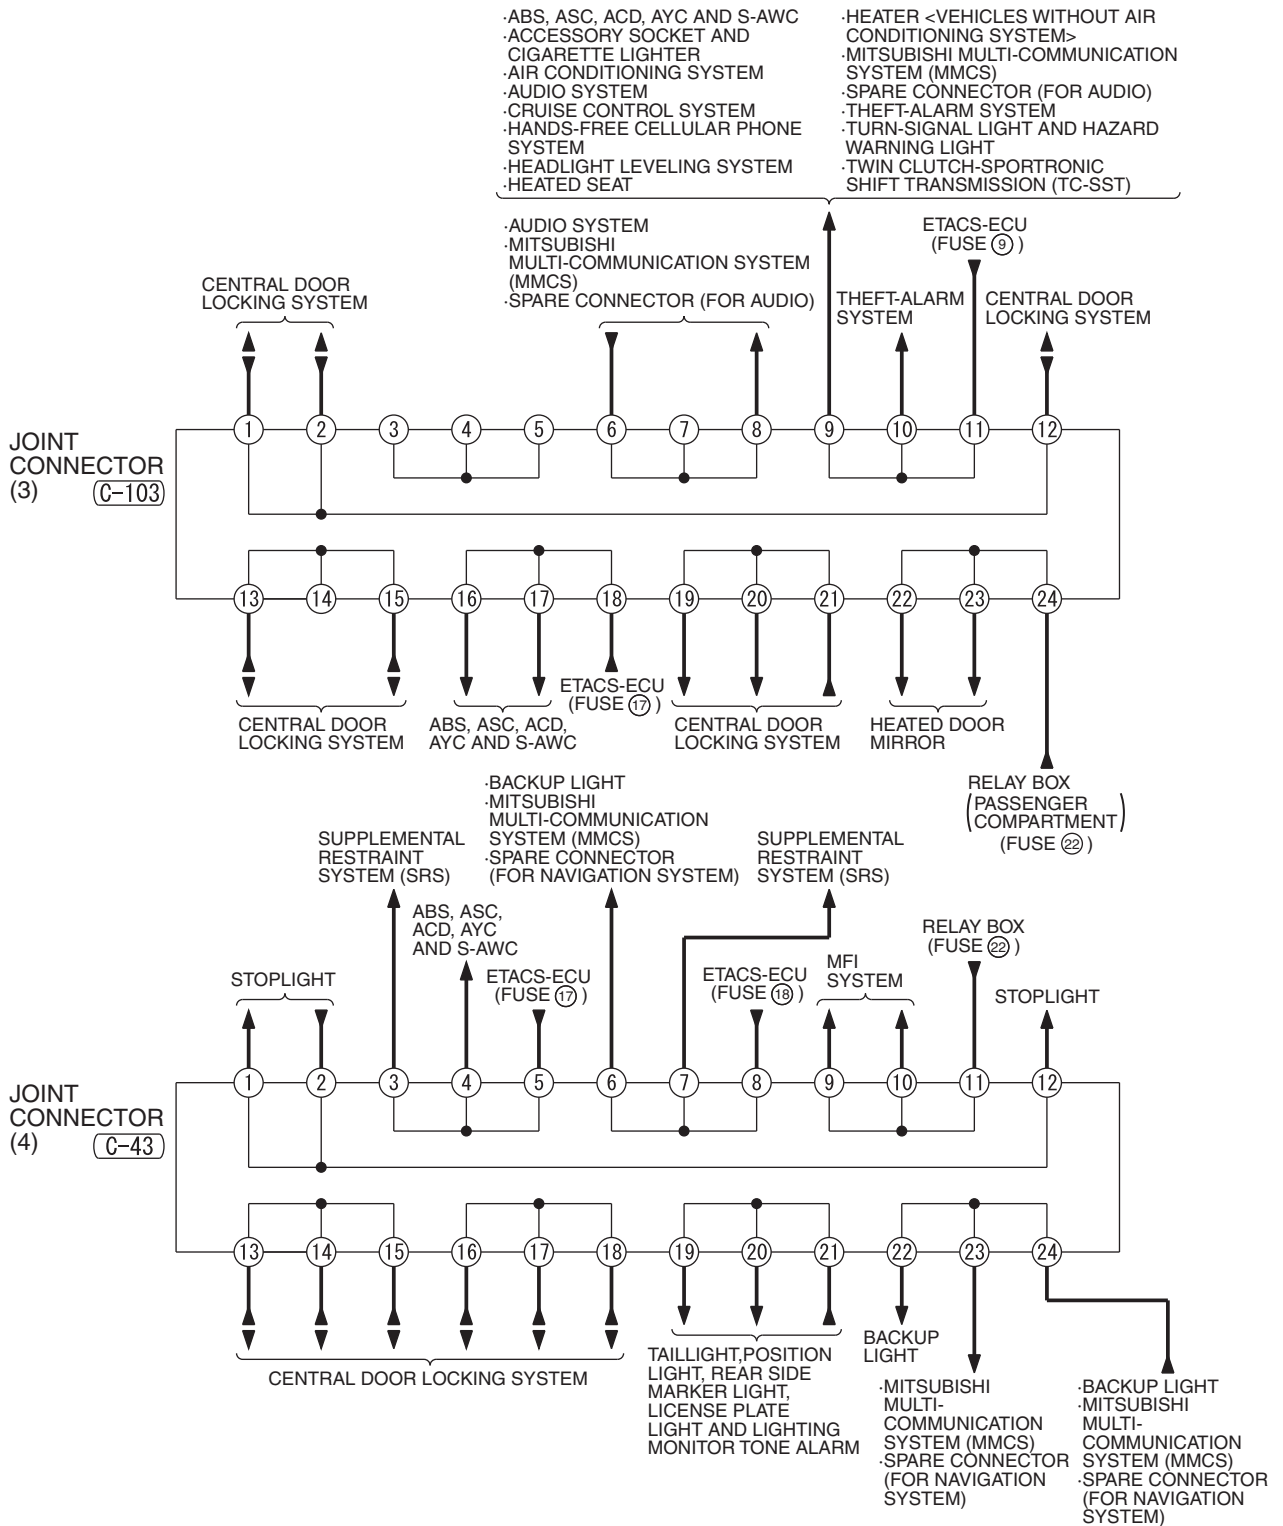 ·ABS, ASC, ACD, AYC AND S-AWC
·ACCESSORY SOCKET AND
CIGARETTE LIGHTER
·AIR CONDITIONING SYSTEM
·AUDIO SYSTEM
·CRUISE CONTROL SYSTEM
·HANDS-FREE CELLULAR PHONE
SYSTEM
·HEADLIGHT LEVELING SYSTEM
·HEATED SEAT
·HEATER <VEHICLES WITHOUT AIR
CONDITIONING SYSTEM>
·MITSUBISHI MULTI-COMMUNICATION
SYSTEM (MMCS)
·SPARE CONNECTOR (FOR AUDIO)
·THEFT-ALARM SYSTEM
·TURN-SIGNAL LIGHT AND HAZARD
WARNING LIGHT
·TWIN CLUTCH-SPORTRONIC
SHIFT TRANSMISSION (TC-SST)
CENTRAL DOOR
LOCKING SYSTEM
·AUDIO SYSTEM
·MITSUBISHI
MULTI-COMMUNICATION SYSTEM
(MMCS)
·SPARE CONNECTOR (FOR AUDIO)
THEFT-ALARM
SYSTEM
ETACS-ECU
(FUSE 9 )
CENTRAL DOOR
LOCKING SYSTEM
JOINT
CONNECTOR
(3) C-103
1 2 3 4 5 6 7 8 9 10 11 12
13 14 15 16 17 18 19 20 21 22 23 24
CENTRAL DOOR
LOCKING SYSTEM
ABS, ASC, ACD,
AYC AND S-AWC
ETACS-ECU
(FUSE 17 )
CENTRAL DOOR
LOCKING SYSTEM
HEATED DOOR
MIRROR
RELAY BOX
(PASSENGER
COMPARTMENT)
(FUSE 22 )
SUPPLEMENTAL
RESTRAINT
SYSTEM (SRS)
·BACKUP LIGHT
·MITSUBISHI
MULTI-COMMUNICATION
SYSTEM (MMCS)
·SPARE CONNECTOR
(FOR NAVIGATION SYSTEM)
SUPPLEMENTAL
RESTRAINT
SYSTEM (SRS)
STOPLIGHT
ABS, ASC,
ACD, AYC
AND S-AWC
ETACS-ECU
(FUSE 17 )
ETACS-ECU
(FUSE 18 )
MFI
SYSTEM
RELAY BOX
(FUSE 22 )
STOPLIGHT
JOINT
CONNECTOR
(4) C-43
1 2 3 4 5 6 7 8 9 10 11 12
13 14 15 16 17 18 19 20 21 22 23 24
CENTRAL DOOR LOCKING SYSTEM
TAILLIGHT,POSITION
LIGHT, REAR SIDE
MARKER LIGHT,
LICENSE PLATE
LIGHT AND LIGHTING
MONITOR TONE ALARM
BACKUP
LIGHT
·MITSUBISHI
MULTI-
COMMUNICATION
SYSTEM (MMCS)
·SPARE CONNECTOR
(FOR NAVIGATION
SYSTEM)
·BACKUP LIGHT
·MITSUBISHI
MULTI-
COMMUNICATION
SYSTEM (MMCS)
·SPARE CONNECTOR
(FOR NAVIGATION
SYSTEM)